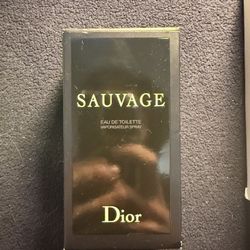 SAUVAGE
EAU DE TOILETTE
VAPORISATEUR SPRAY
Dior